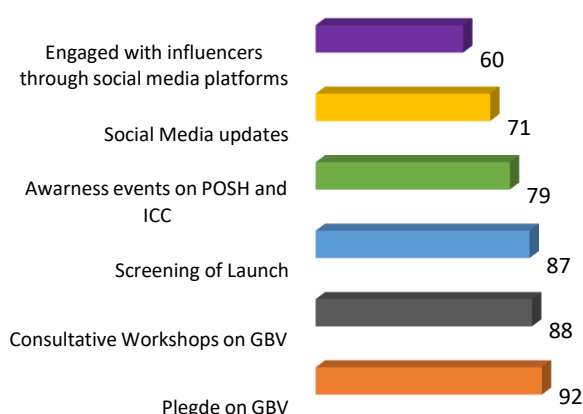 Engaged with influencers
through social media platforms
60
Social Media updates
71
Awarness events on POSH and
ICC
79
Screening of Launch
87
Consultative Workshops on GBV
88
Plegde on GBV
92